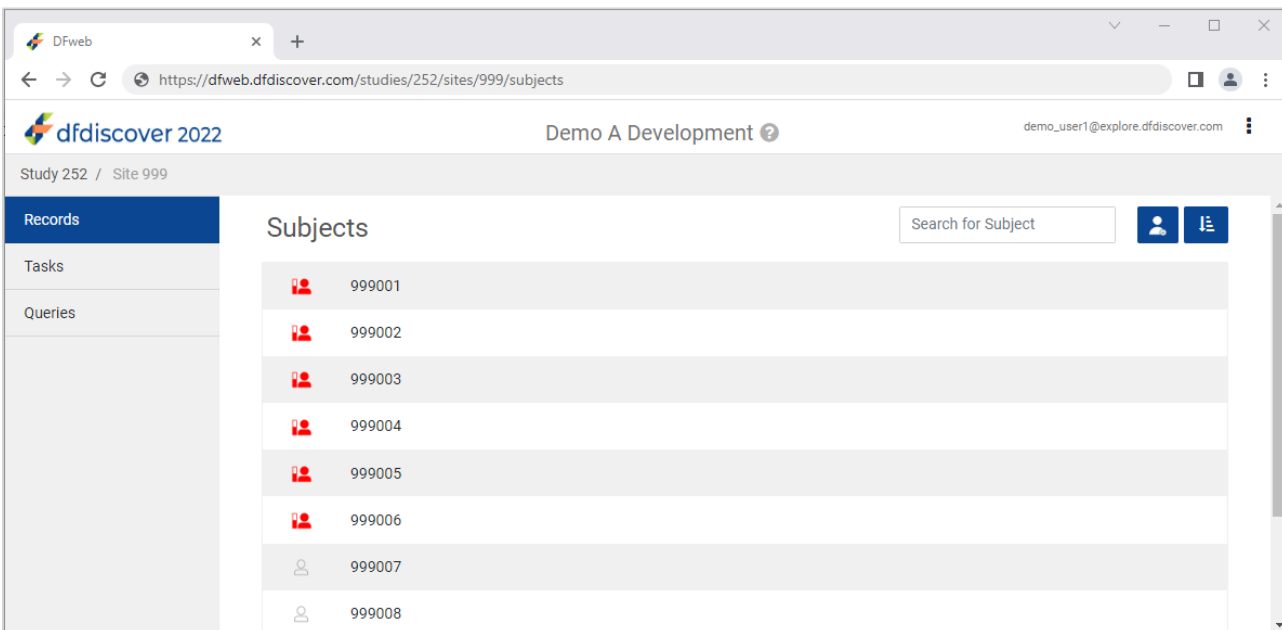 DFweb
https://dfweb.dfdiscover.com/studies/252/sites/999/subjects
dfdiscover 2022
Demo A Development
demo_user1@explore.dfdiscover.com
Study 252 / Site 999
Records
Tasks
Queries
Subjects
Search for Subject
999001
999002
999003
999004
999005
999006
999007
999008